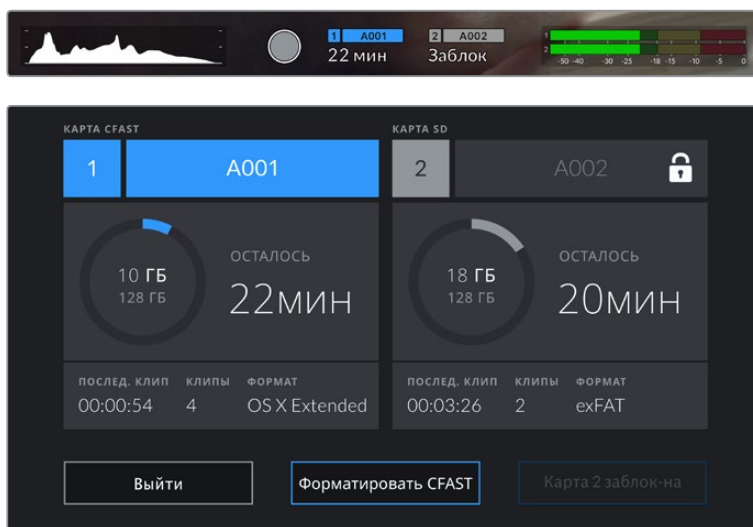 1 A001 2 A002
22 мин Заблок
1
2
-50 -40 -30 -25 -18 -15 -10 -5 0
КАРТА CFAST КАРТА SD
1 A001 2 A002
10 ГБ 128 ГБ ОСТАЛОСЬ 22мин
18 ГБ 128 ГБ ОСТАЛОСЬ 20мин
ПОСЛЕД. КЛИП КЛИПЫ ФОРМАТ ПОСЛЕД. КЛИП КЛИПЫ ФОРМАТ
00:00:54 4 OS X Extended 00:03:26 2 exFAT
Выйти Форматировать CFAST Карта 2 заблок-на